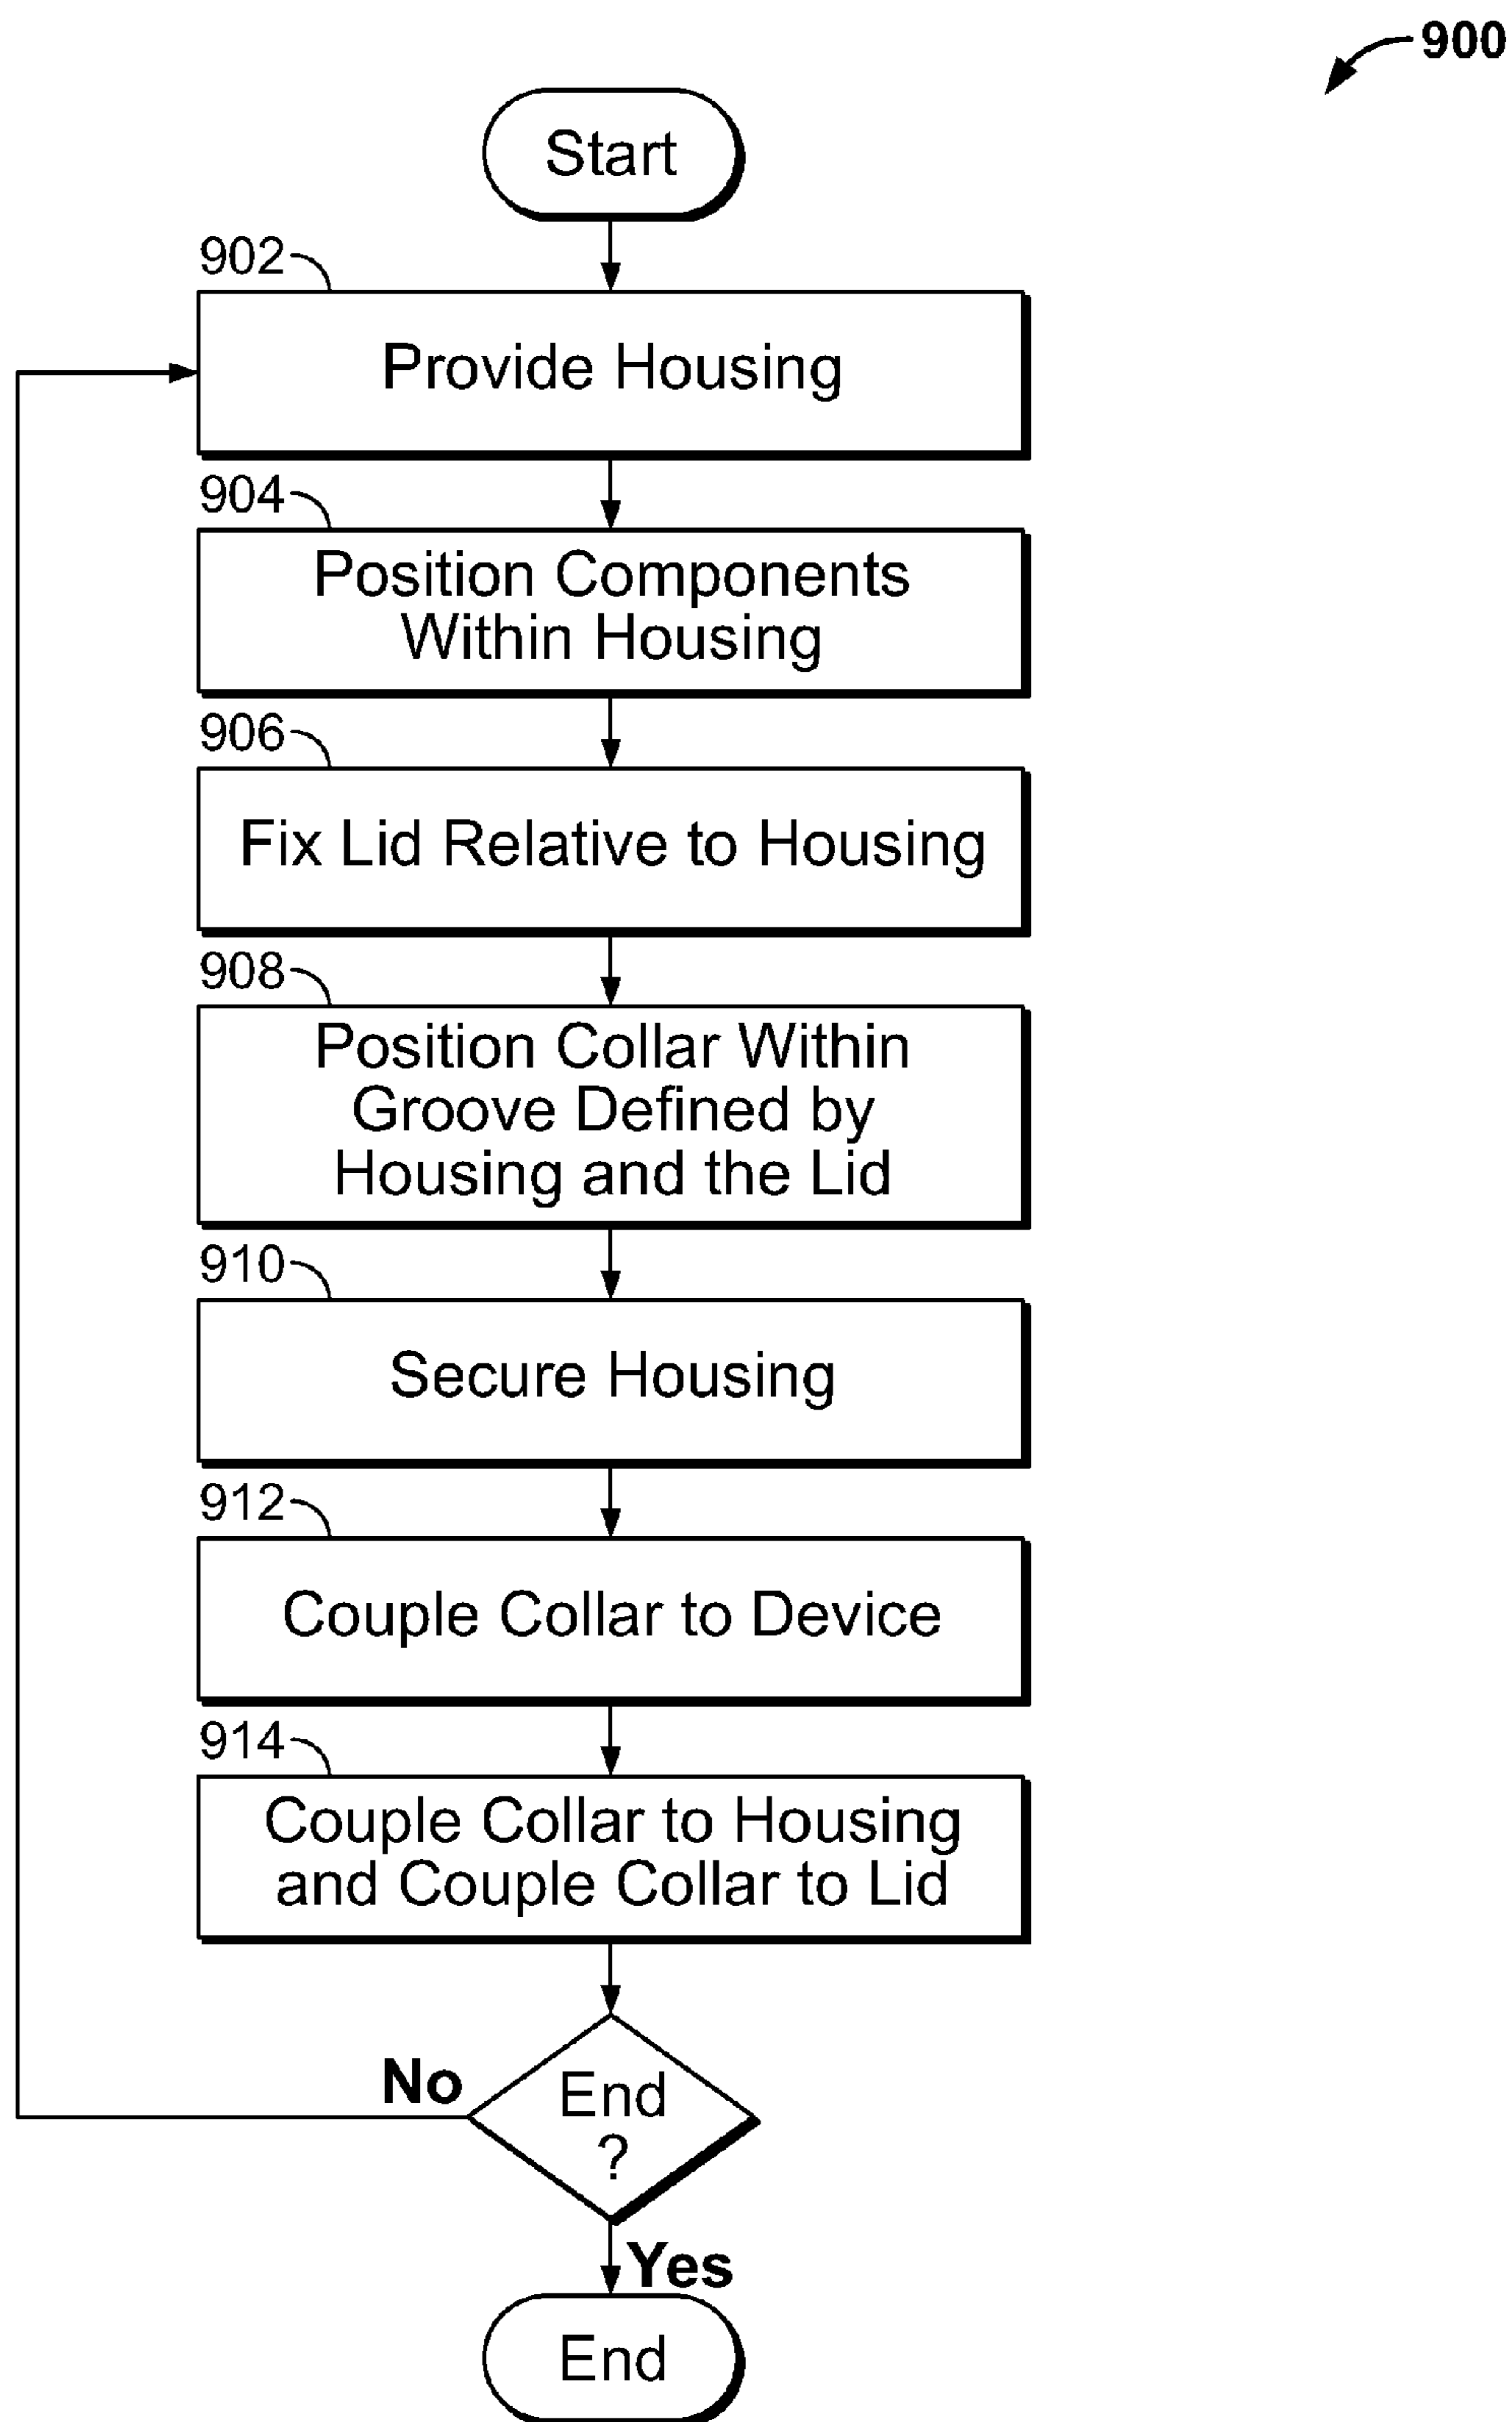 900
Start
902
Provide Housing
904
Position Components
Within Housing
906
Fix Lid Relative to Housing
908
Position Collar Within
Groove Defined by
Housing and the Lid
910
Secure Housing
912
Couple Collar to Device
914
Couple Collar to Housing
and Couple Collar to Lid
No
End
?
Yes
End